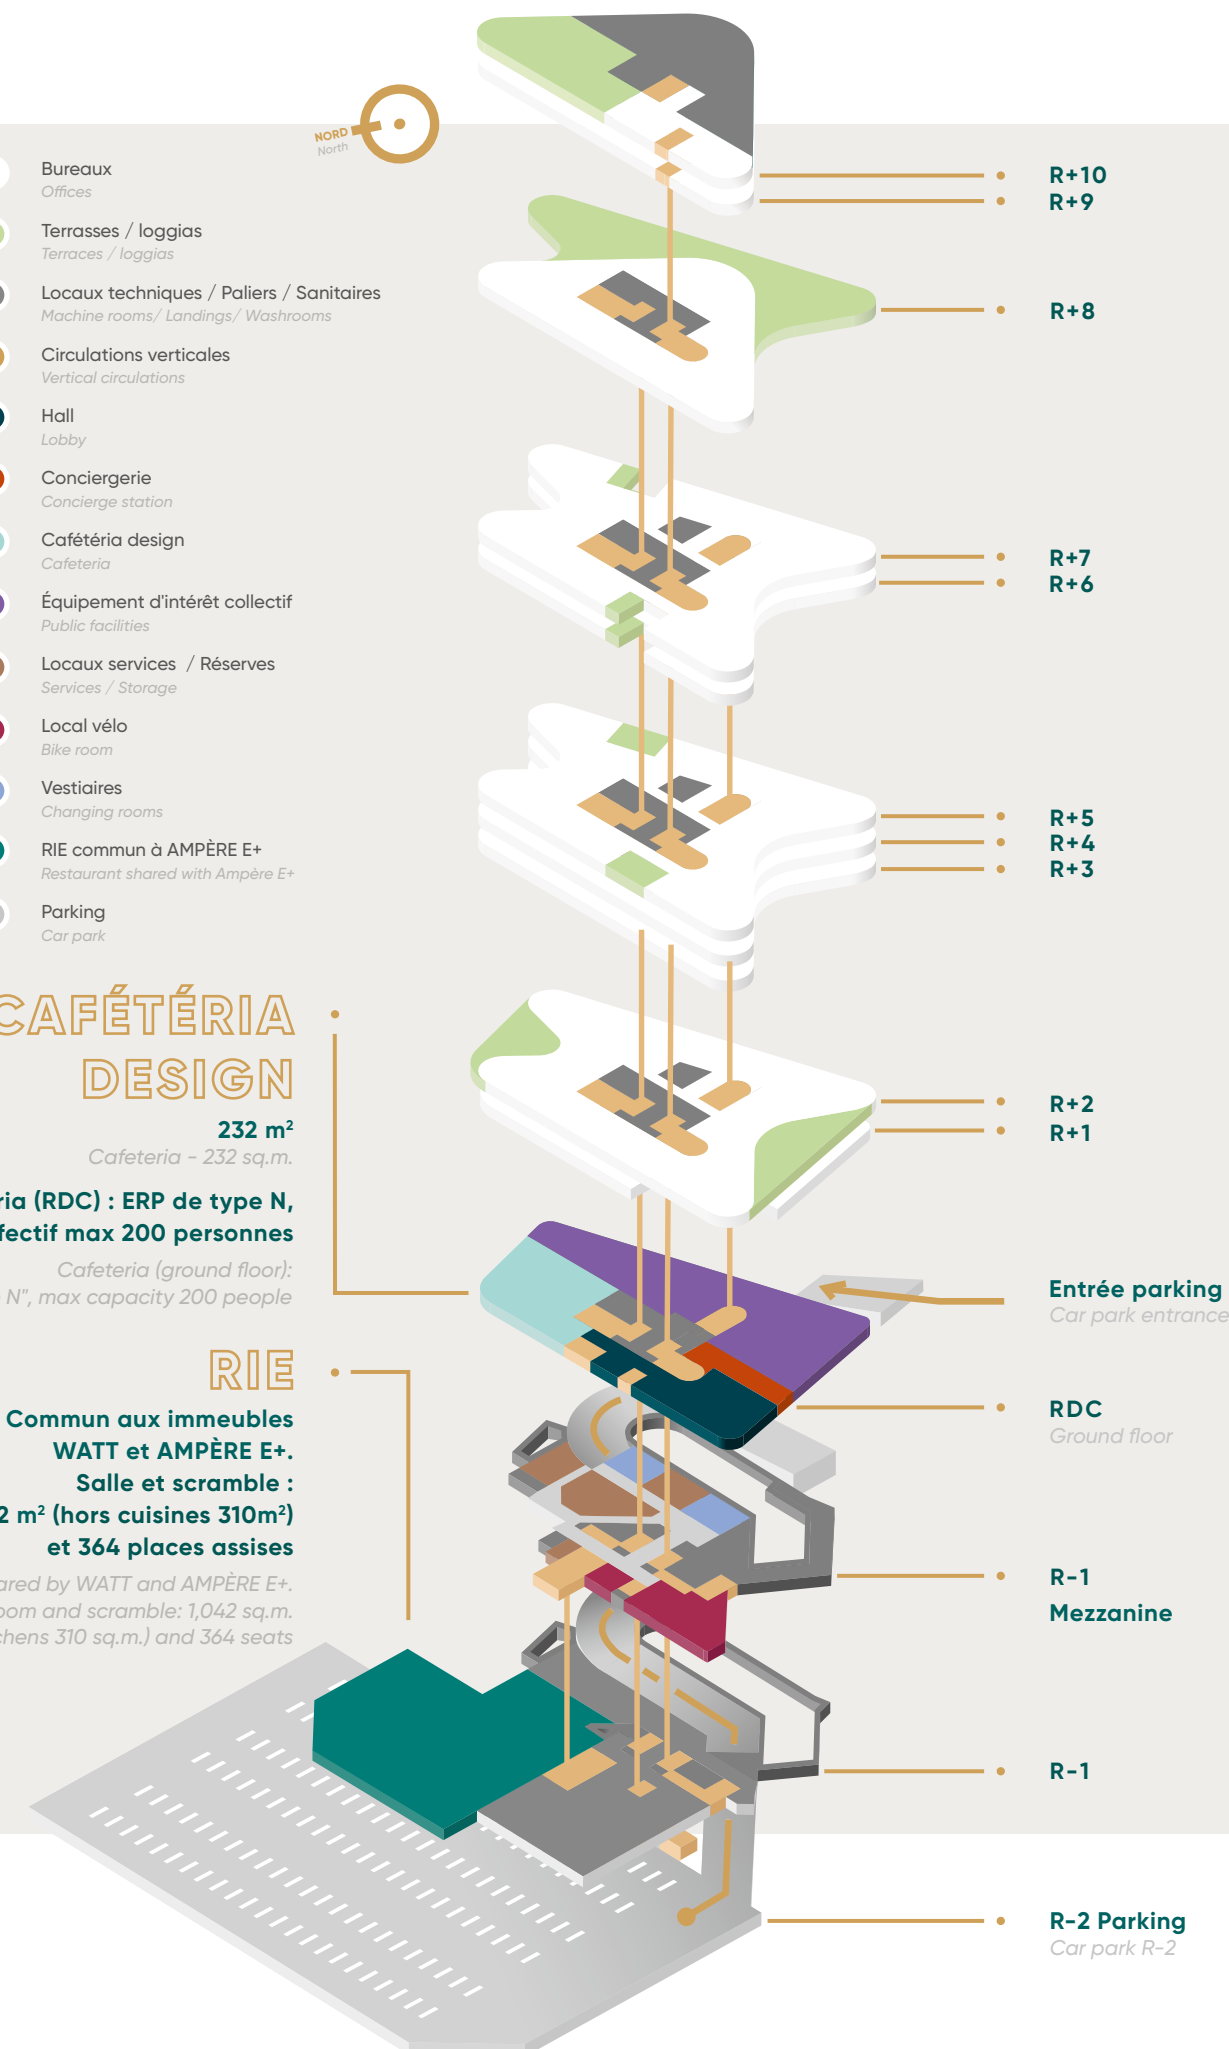 NORD
North
Bureaux
Offices
Terrasses / loggias
Terraces / loggias
Locaux techniques / Paliers / Sanitaires
Machine rooms/ Landings/ Washrooms
Circulations verticales
Vertical circulations
Hall
Lobby
Conciergerie
Concierge station
Cafétéria design
Cafeteria
Équipement d'intérêt collectif
Public facilities
Locaux services / Réserves
Services / Storage
Local vélo
Bike room
Vestiaires
Changing rooms
RIE commun à AMPÈRE E+
Restaurant shared with Ampère E+
Parking
Car park
CAFÉTÉRIA
DESIGN
232 m²
Cafeteria - 232 sq.m.
ria (RDC) : ERP de type N,
fectif max 200 personnes
Cafeteria (ground floor):
N", max capacity 200 people
RIE
Commun aux immeubles
WATT et AMPÈRE E+.
Salle et scramble :
2 m² (hors cuisines 310m²)
et 364 places assises
ared by WATT and AMPÈRE E+.
oom and scramble: 1,042 sq.m.
chens 310 sq.m.) and 364 seats
R+10
R+9
R+8
R+7
R+6
R+5
R+4
R+3
R+2
R+1
Entrée parking
Car park entrance
RDC
Ground floor
R-1
Mezzanine
R-1
R-2 Parking
Car park R-2